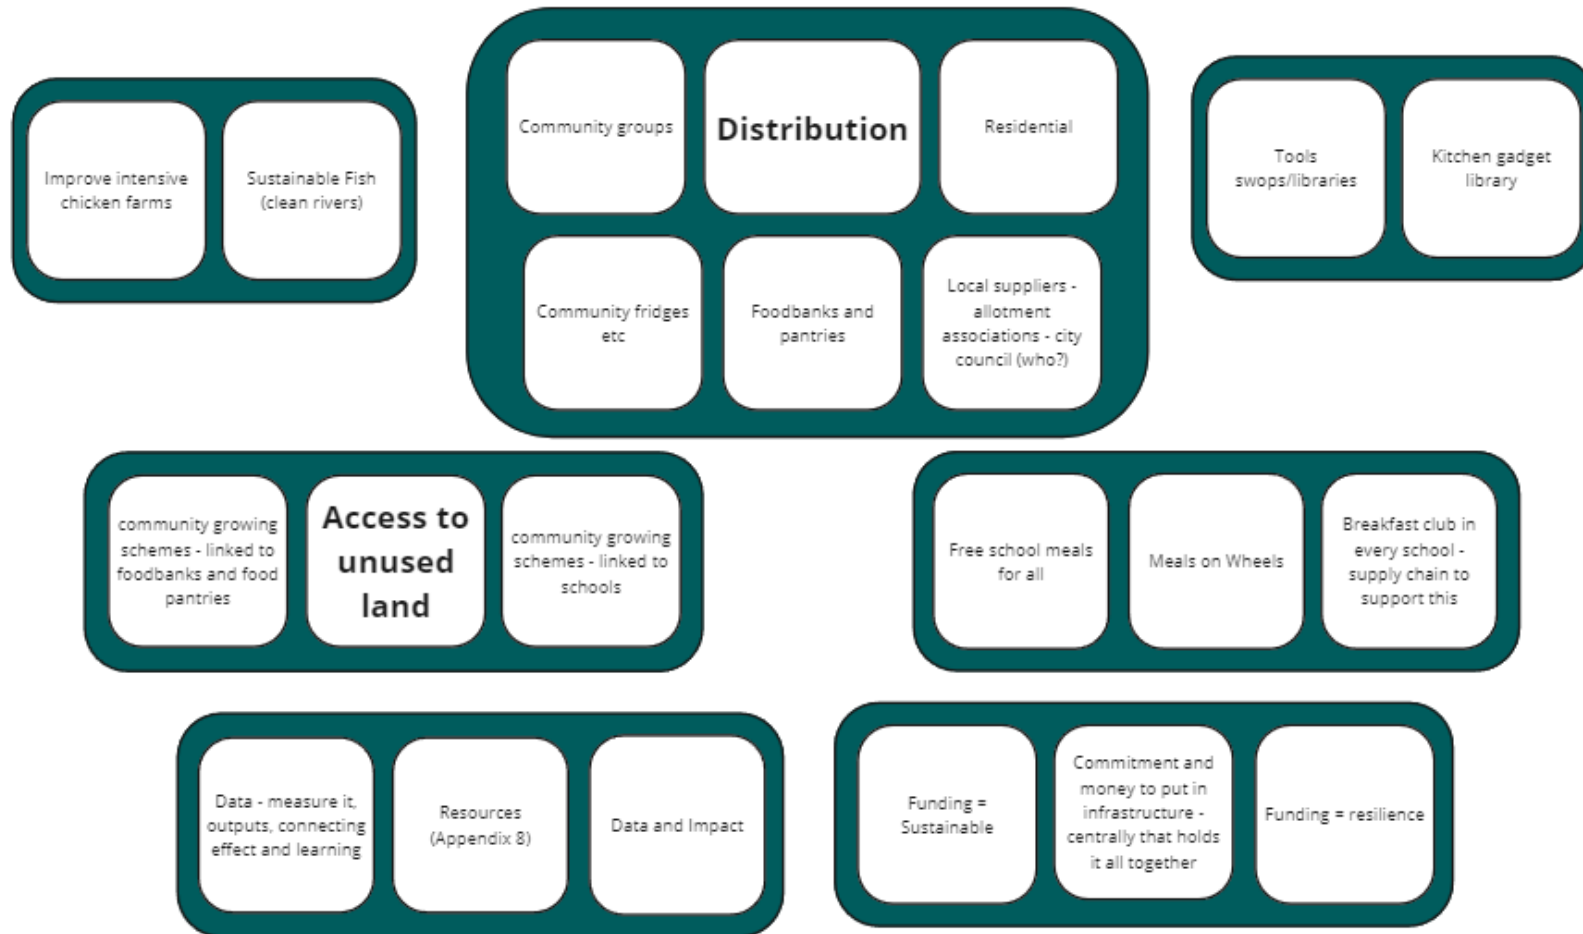 Improve intensive
chicken farms
Sustainable Fish
(clean rivers)
Community groups
Distribution
Residential
Community fridges
etc
Foodbanks and
pantries
Local suppliers -
allotment
associations - city
council (who?)
Tools
swops/libraries
Kitchen gadget
library
community growing
schemes - linked to
foodbanks and food
pantries
Access to
unused
land
community growing
schemes - linked to
schools
Free school meals
for all
Meals on Wheels
Breakfast club in
every school -
supply chain to
support this
Data - measure it,
outputs, connecting
effect and learning
Resources
(Appendix 8)
Data and Impact
Funding =
Sustainable
Commitment and
money to put in
infrastructure -
centrally that holds
it all together
Funding = resilience